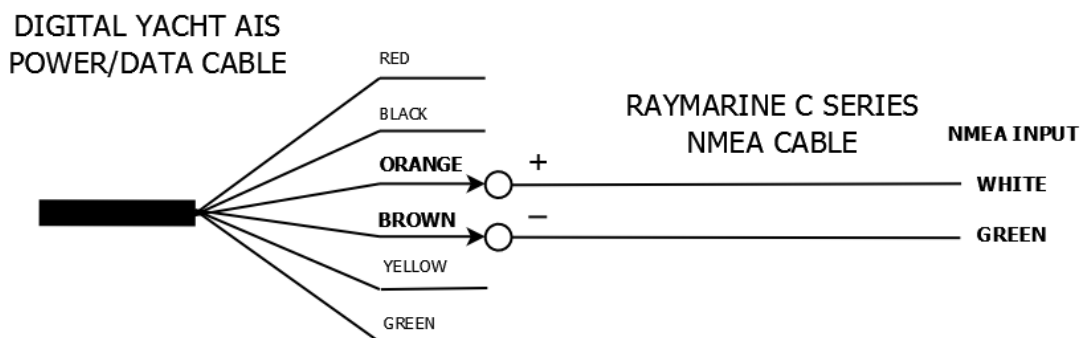 DIGITAL YACHT AIS
POWER/DATA CABLE
RED
BLACK
ORANGE
BROWN
YELLOW
GREEN
+
−
RAYMARINE C SERIES
NMEA CABLE
NMEA INPUT
WHITE
GREEN